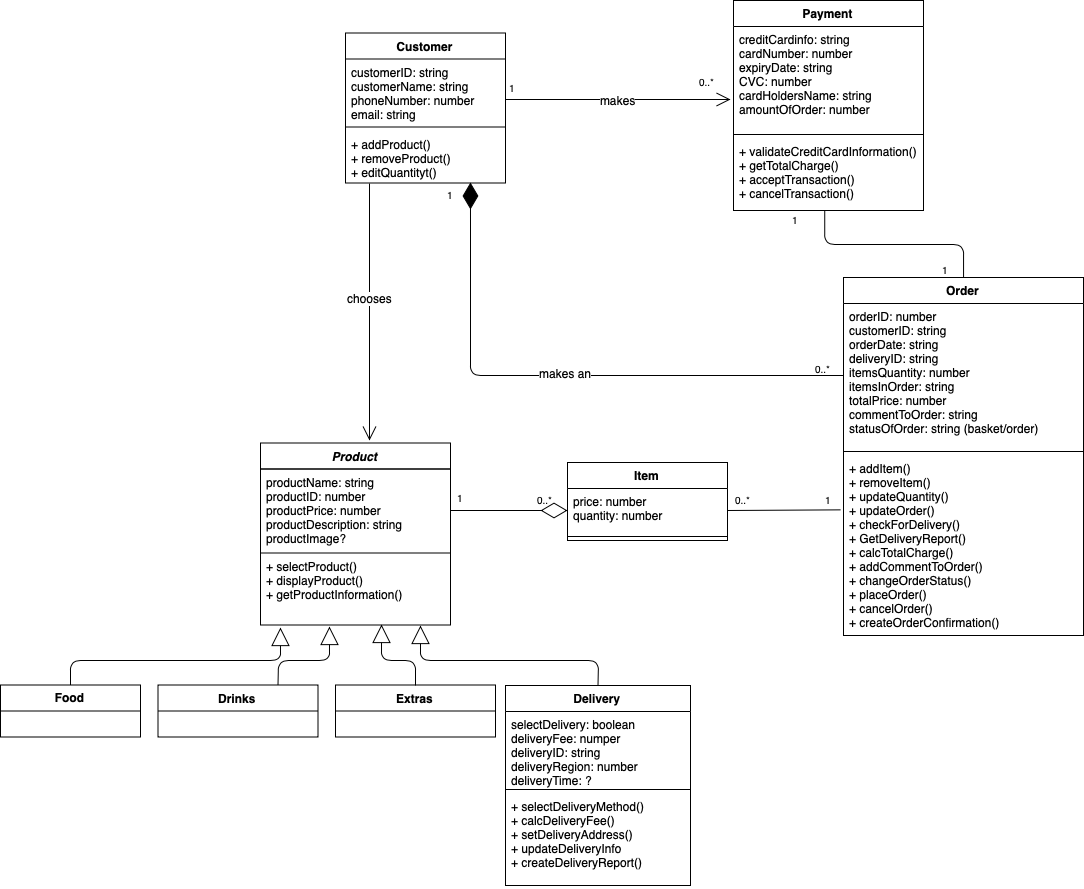 Payment
creditCardinfo: string
cardNumber: number
expiryDate: string
CVC: number
cardHoldersName: string
amountOfOrder: number
+ validateCreditCardInformation()
+ getTotalCharge()
+ acceptTransaction()
+ cancelTransaction()
Customer
customerID: string
customerName: string
phoneNumber: number
email: string
+ addProduct()
+ removeProduct()
+ editQuantityt()
1
makes
0..*
1
1
1
chooses
makes an
0..*
Order
orderID: number
customerID: string
orderDate: string
deliveryID: string
itemsQuantity: number
itemsInOrder: string
totalPrice: number
commentToOrder: string
statusOfOrder: string (basket/order)
+ addItem()
+ removeItem()
+ updateQuantity()
+ updateOrder()
+ checkForDelivery()
+ GetDeliveryReport()
+ calcTotalCharge()
+ addCommentToOrder()
+ changeOrderStatus()
+ placeOrder()
+ cancelOrder()
+ createOrderConfirmation()
Product
productName: string
productID: number
productPrice: number
productDescription: string
productImage?
+ selectProduct()
+ displayProduct()
+ getProductInformation()
1
0..*
Item
price: number
quantity: number
0..*
1
Food
Drinks
Extras
Delivery
selectDelivery: boolean
deliveryFee: numper
deliveryID: string
deliveryRegion: number
deliveryTime: ?
+ selectDeliveryMethod()
+ calcDeliveryFee()
+ setDeliveryAddress()
+ updateDeliveryInfo
+ createDeliveryReport()